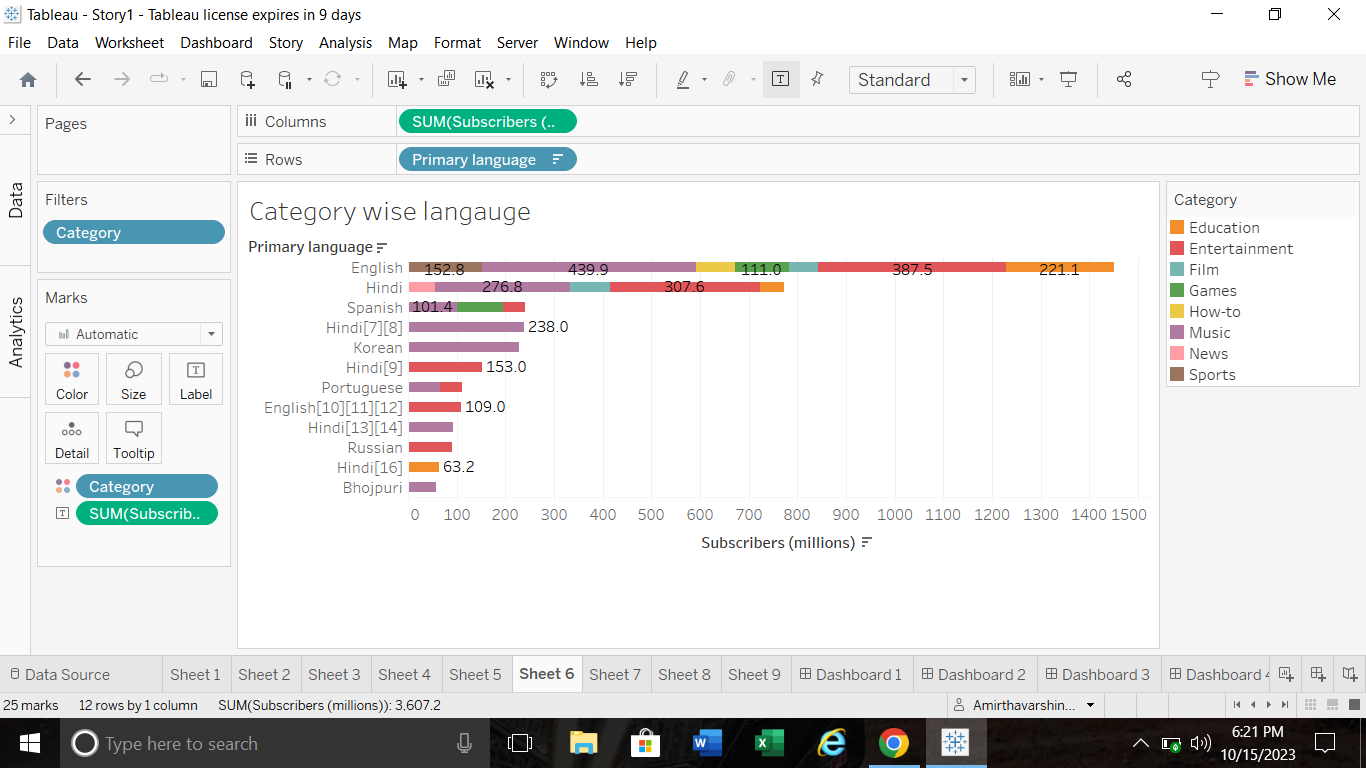 Tableau - Story1 - Tableau license expires in 9 days
File Data Worksheet Dashboard Story Analysis Map Format Server Window Help
Standard
Show Me
Pages
Columns
SUM(Subscribers (..
Rows
Primary language
Data
Analytics
Filters
Category
Marks
Automatic
Color
Size
Label
Detail
Tooltip
Category
SUM(Subscrib..
Category wise langauge
Primary language
English 152.8 439.9 111.0 387.5 221.1
Hindi 276.8 307.6
Spanish 101.4
Hindi[7][8] 238.0
Korean
Hindi[9] 153.0
Portuguese
English[10][11][12] 109.0
Hindi[13][14]
Russian
Hindi[16] 63.2
Bhojpuri
0 100 200 300 400 500 600 700 800 900 1000 1100 1200 1300 1400 1500
Subscribers (millions)
Category
Education
Entertainment
Film
Games
How-to
Music
News
Sports
Data Source Sheet 1 Sheet 2 Sheet 3 Sheet 4 Sheet 5 Sheet 6 Sheet 7 Sheet 8 Sheet 9 Dashboard 1 Dashboard 2 Dashboard 3 Dashboard 4
25 marks 12 rows by 1 column SUM(Subscribers (millions)): 3,607.2 Amirthavarshin...
Type here to search
6:21 PM
10/15/2023